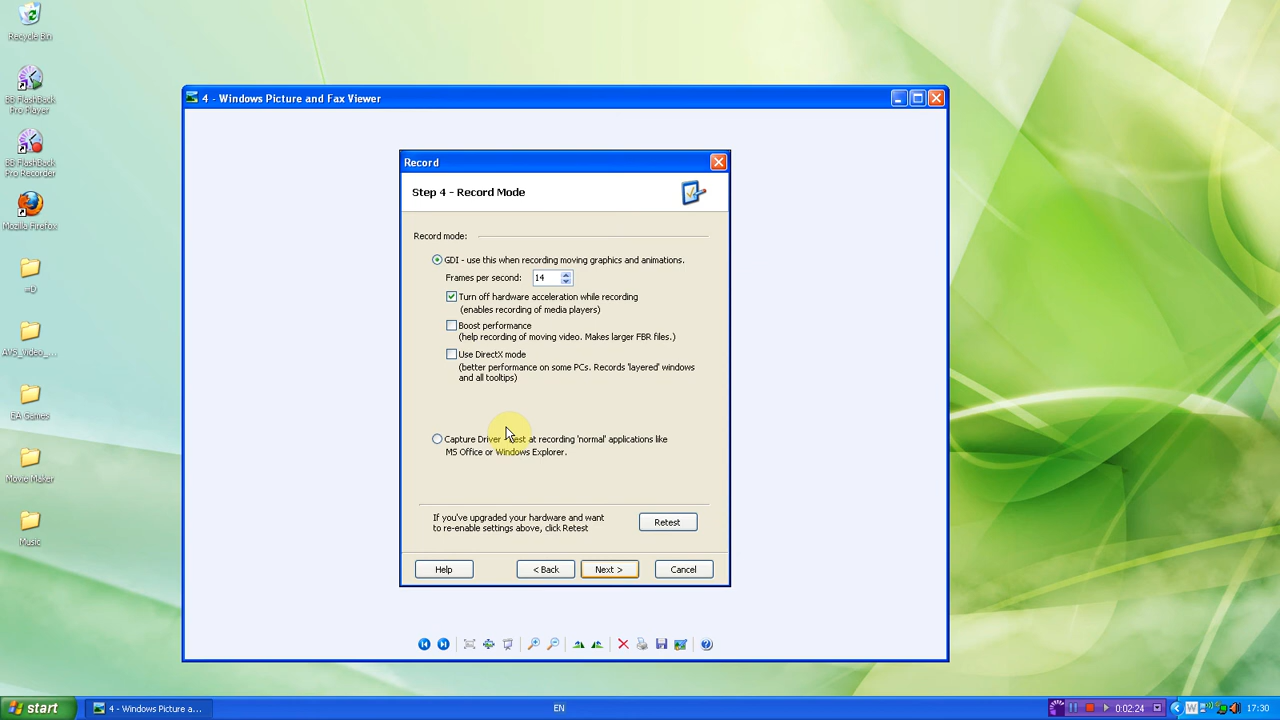 Recycle Bin
BB FlashBack
Pro Player
BB FlashBack
Pro Recorder
Mozilla Firefox
=D
AVS_Video_...
EA Games
Movie Maker
Music
4 - Windows Picture and Fax Viewer
Record
Step 4 - Record Mode
Record mode:
GDI - use this when recording moving graphics and animations.
Frames per second: 14
Turn off hardware acceleration while recording
(enables recording of media players)
Boost performance
(help recording of moving video. Makes larger FBR files.)
Use DirectX mode
(better performance on some PCs. Records 'layered' windows
and all tooltips)
Capture Driver est at recording 'normal' applications like
MS Office or Windows Explorer.
If you've upgraded your hardware and want
to re-enable settings above, click Retest
Retest
Help
< Back
Next >
Cancel
start
4 - Windows Picture a...
EN
0:02:24
W
17:30